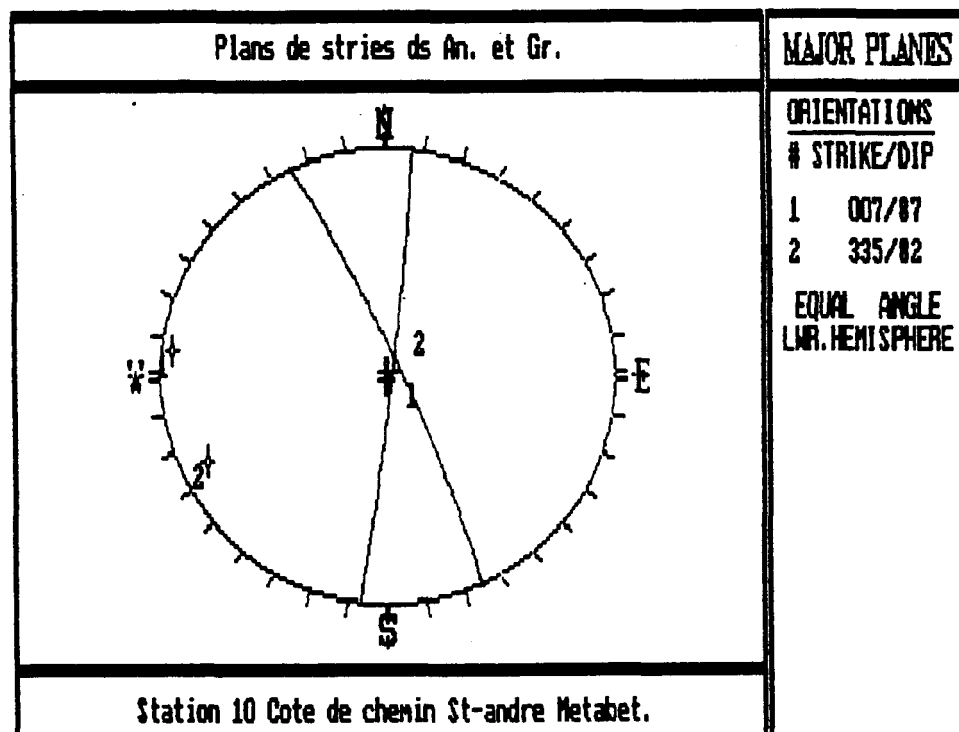 Plans de stries ds An. et Gr.
MAJOR PLANES
ORIENTATIONS
# STRIKE/DIP
1 007/87
2 335/82
EQUAL ANGLE
LWR.HEMISPHERE
N
2
W
E
1
2
S
Station 10 Cote de chemin St-andre Metabet.